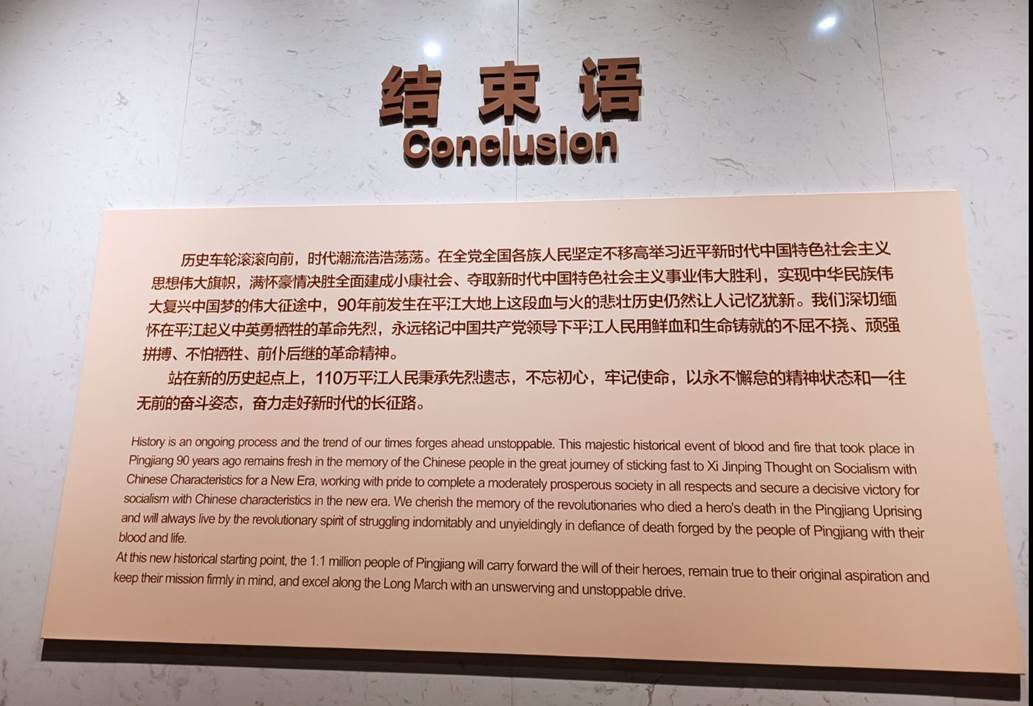 结束语
Conclusion
历史车轮滚滚向前，时代潮流浩浩荡荡。在全党全国各族人民坚定不移高举习近平新时代中国特色社会主义
思想伟大旗帜，满怀豪情决胜全面建成小康社会、夺取新时代中国特色社会主义事业伟大胜利，实现中华民族伟
大复兴中国梦的伟大征途中，90年前发生在平江大地上这段血与火的悲壮历史仍然让人记忆犹新。我们深切缅
怀在平江起义中英勇牺牲的革命先烈，永远铭记中国共产党领导下平江人民用鲜血和生命铸就的不屈不挠、顽强
拼搏、不怕牺牲、前仆后继的革命精神。
站在新的历史起点上，110万平江人民秉承先烈遗志，不忘初心，牢记使命，以永不懈怠的精神状态和一往
无前的奋斗姿态，奋力走好新时代的长征路。
History is an ongoing process and the trend of our times forges ahead unstoppable. This majestic historical event of blood and fire that took place in
Pingjiang 90 years ago remains fresh in the memory of the Chinese people in the great journey of sticking fast to Xi Jinping Thought on Socialism with
Chinese Characteristics for a New Era, working with pride to complete a moderately prosperous society in all respects and secure a decisive victory for
socialism with Chinese characteristics in the new era. We cherish the memory of the revolutionaries who died a hero's death in the Pingjiang Uprising
and will always live by the revolutionary spirit of struggling indomitably and unyieldingly in defiance of death forged by the people of Pingjiang with their
blood and life.
At this new historical starting point, the 1.1 million people of Pingjiang will carry forward the will of their heroes, remain true to their original aspiration and
keep their mission firmly in mind, and excel along the Long March with an unswerving and unstoppable drive.